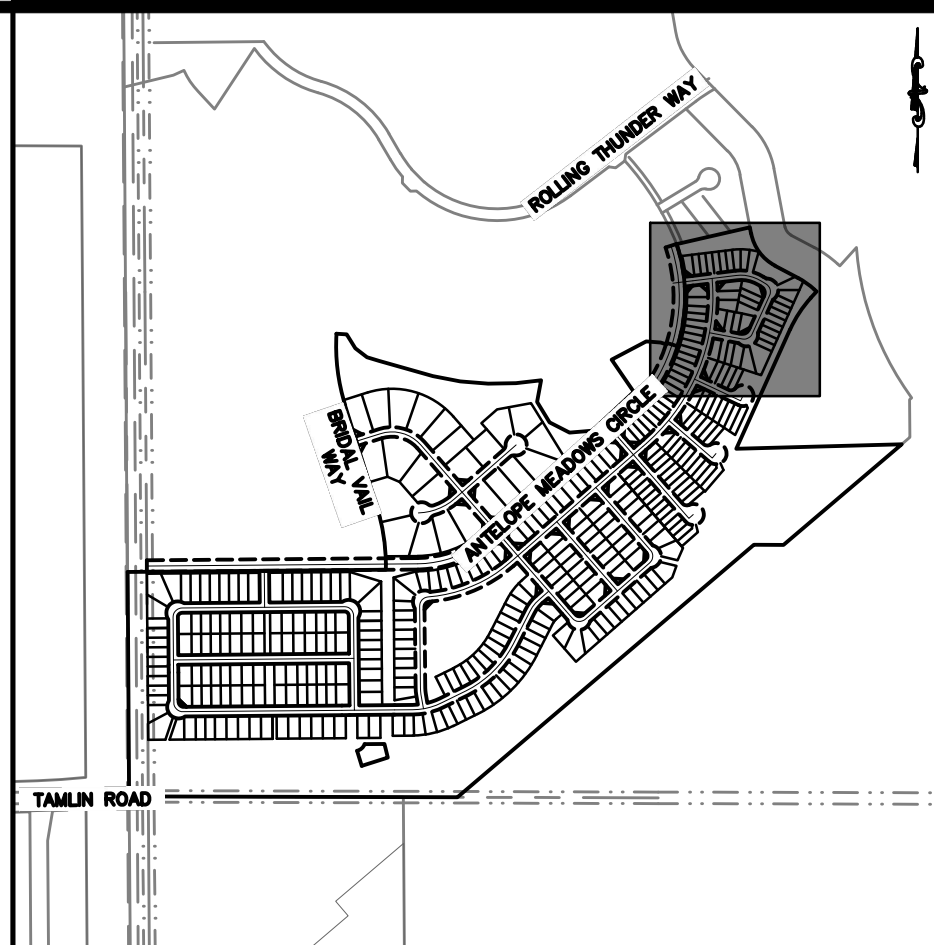 ROLLING THUNDER WAY
BRIDAL VAIL
WAY
ANTELOPE MEADOWS CIRCLE
TAMLIN ROAD